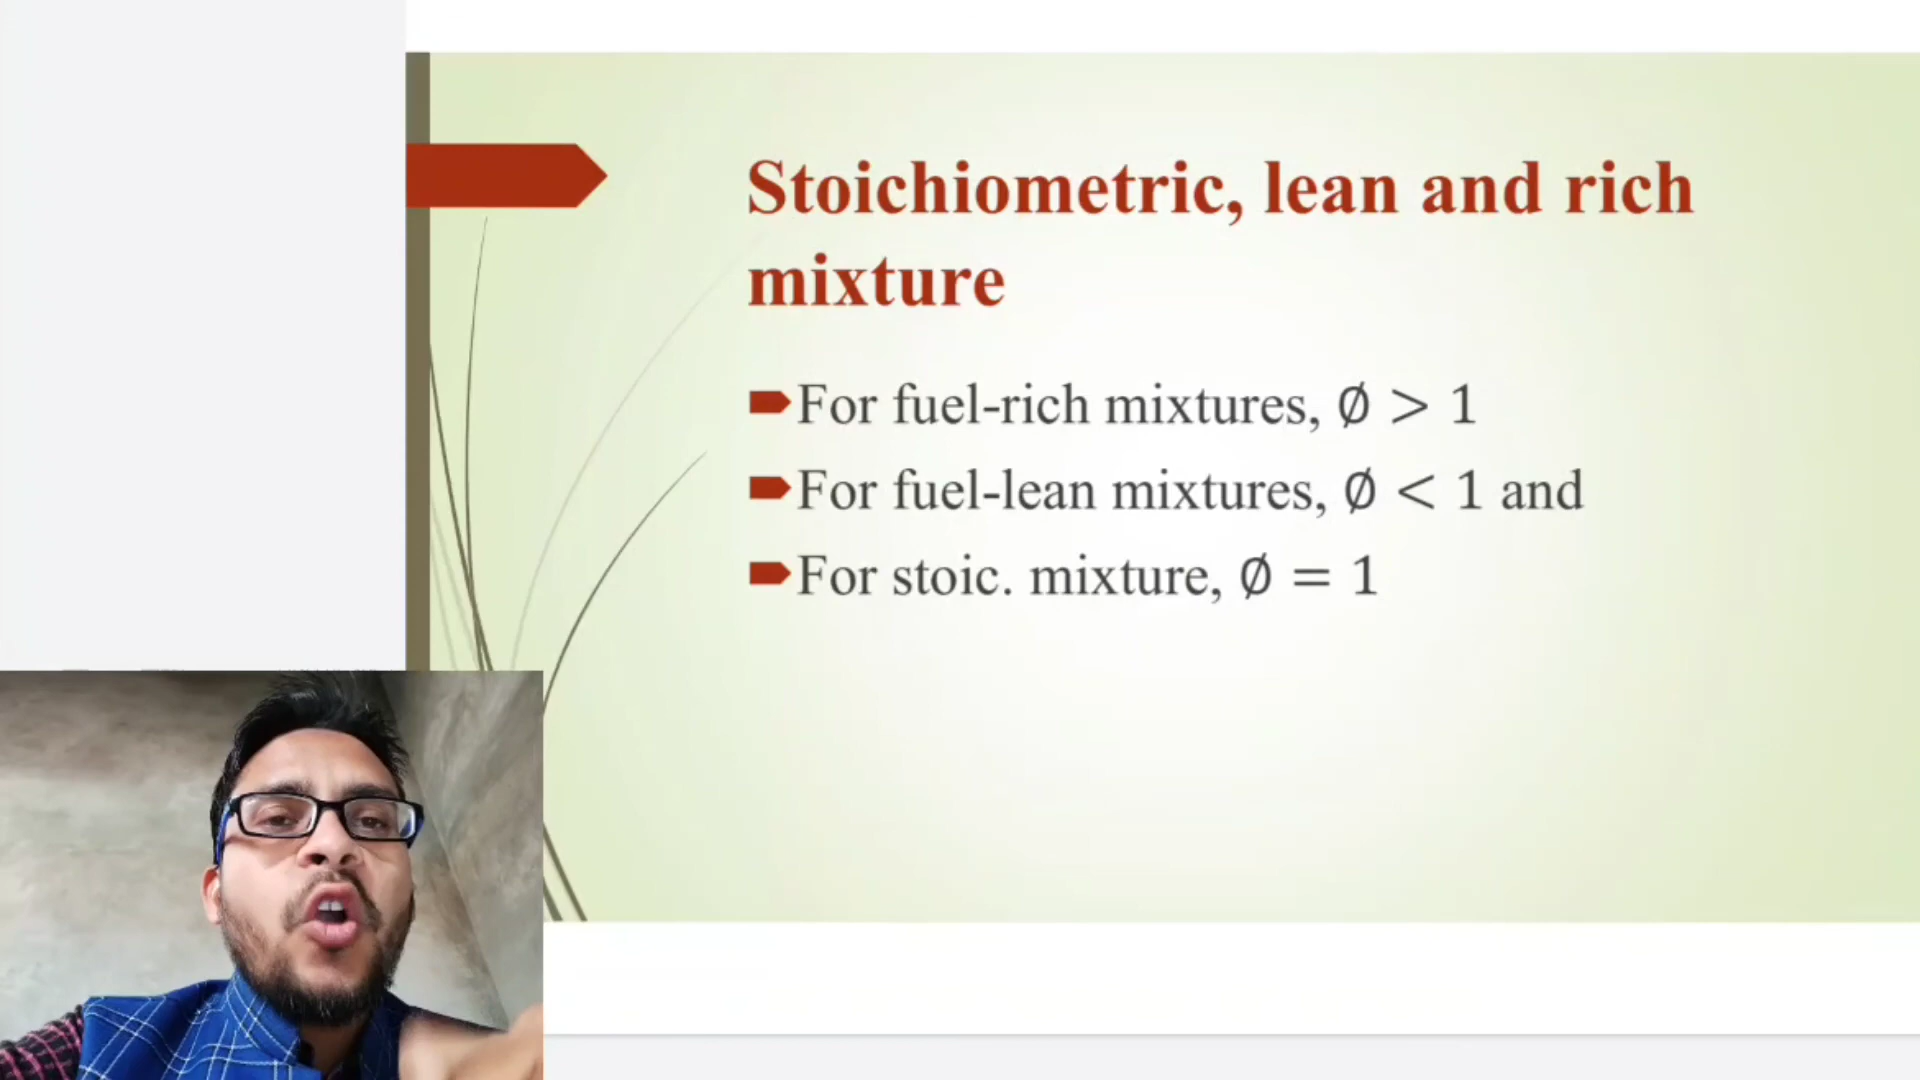 Stoichiometric, lean and rich
mixture
For fuel-rich mixtures, ∅ > 1
For fuel-lean mixtures, ∅ < 1 and
For stoic. mixture, ∅ = 1